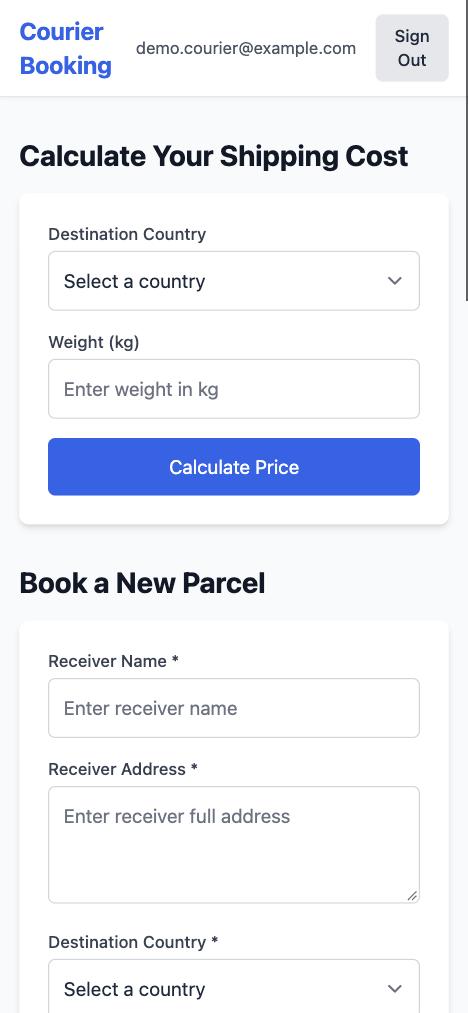 Courier
Booking
demo.courier@example.com
Sign
Out
Calculate Your Shipping Cost
Destination Country
Select a country
Weight (kg)
Enter weight in kg
Calculate Price
Book a New Parcel
Receiver Name *
Enter receiver name
Receiver Address *
Enter receiver full address
Destination Country *
Select a country